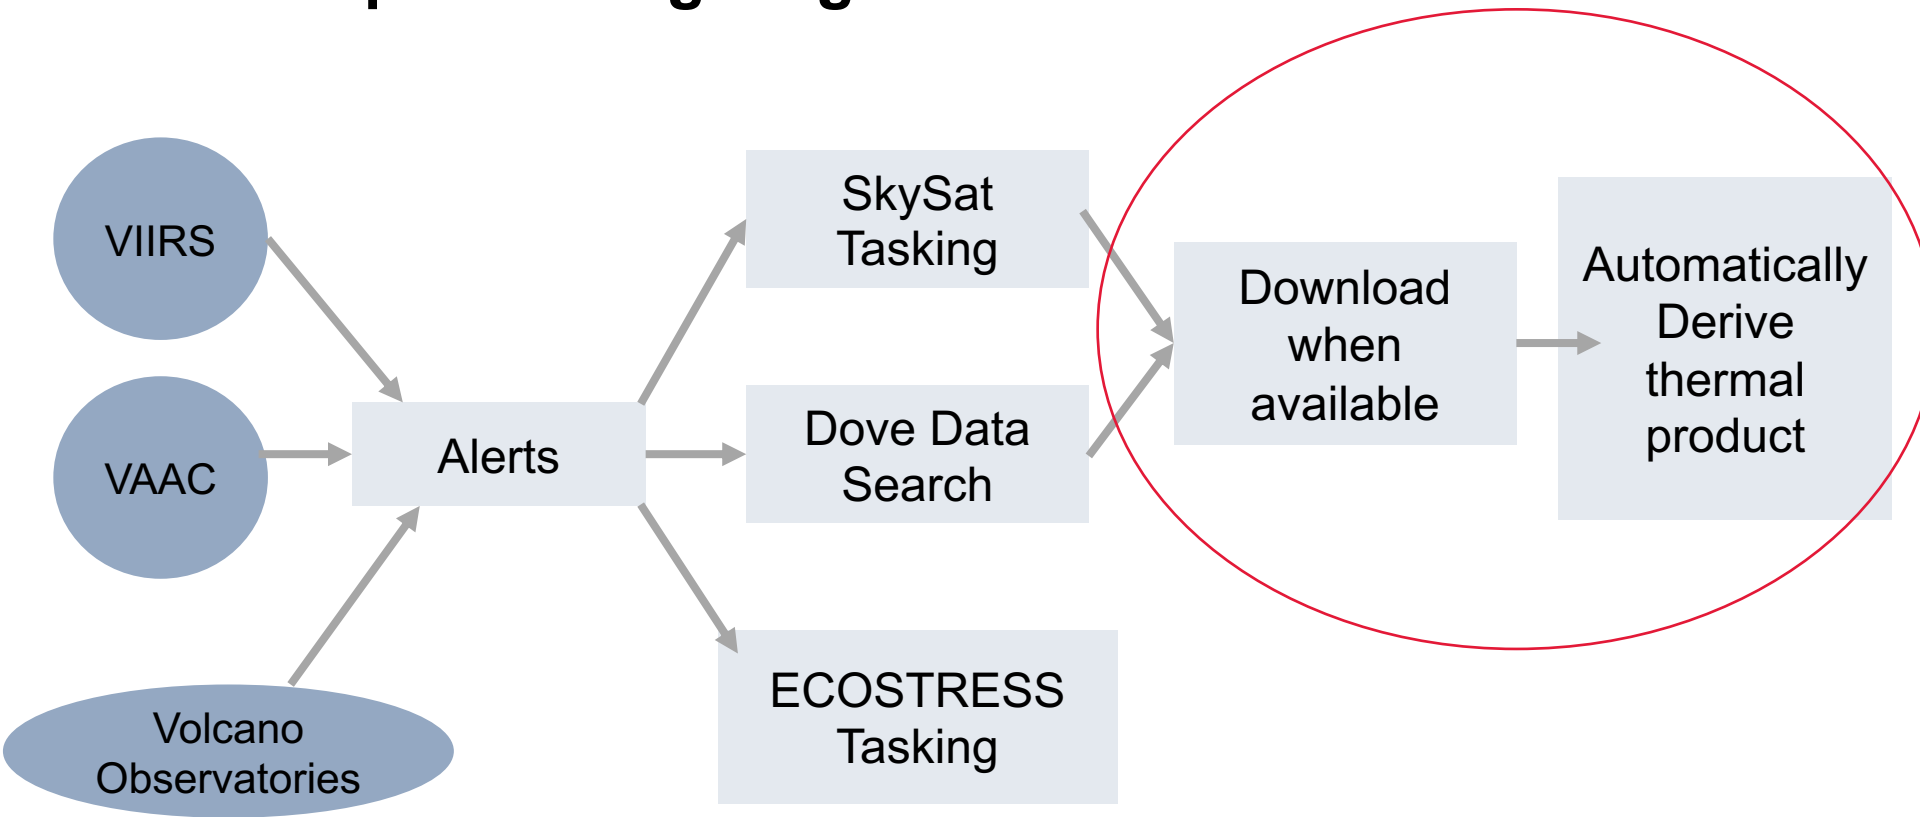 VIIRS
VAAC
Volcano
Observatories
Alerts
SkySat
Tasking
Dove Data
Search
ECOSTRESS
Tasking
Download
when
available
Automatically
Derive
thermal
product